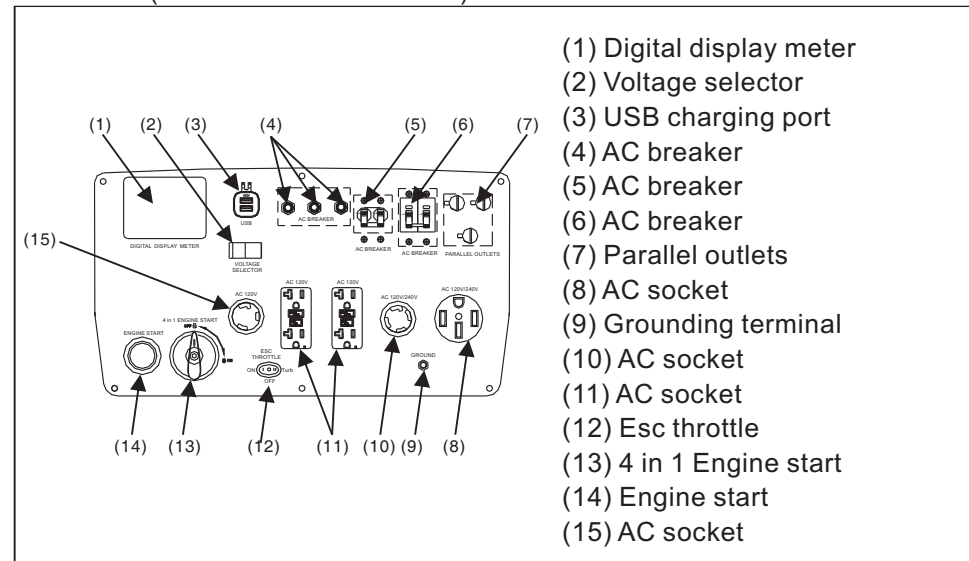 (1) Digital display meter
(2) Voltage selector
(3) USB charging port
(4) AC breaker
(5) AC breaker
(6) AC breaker
(7) Parallel outlets
(8) AC socket
(9) Grounding terminal
(10) AC socket
(11) AC socket
(12) Esc throttle
(13) 4 in 1 Engine start
(14) Engine start
(15) AC socket
(1) (2) (3) (4) (5) (6) (7)
USB
AC BREAKER
DIGITAL DISPLAY METER
VOLTAGE
SELECTOR
AC BREAKER
AC BREAKER
PARALLEL OUTLETS
(15)
AC 120V
AC 120V
AC 120V
AC 120V/240V
AC 120V/240V
ENGINE START
4 in 1 ENGINE START
OFF
ON
ESC
THROTTLE
ON
Turb
OFF
GROUND
(14) (13) (12) (11) (10) (9) (8)